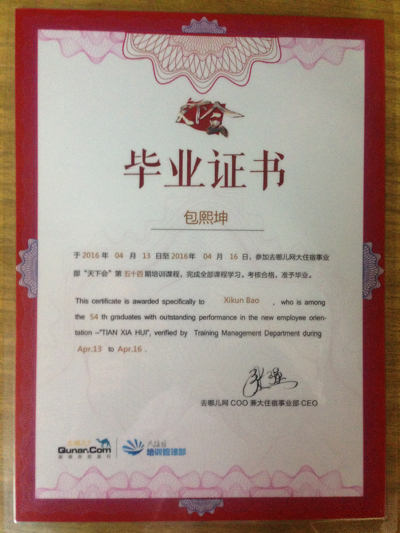 毕业证书
包熙坤
于 2016 年 04 月 13 日至 2016年 04 月 16 日,参加去哪儿网大住宿事业
部“天下会”第 五十四 期培训课程,完成全部课程学习,考核合格,准予毕业。
This certificate is awarded specifically to Xikun Bao , who is among
the 54 th graduates with outstanding performance in the new employee orien-
tation –"TIAN XIA HUI", verified by Training Management Department during
Apr.13 to Apr.16 .
去哪儿网 COO 兼大住宿事业部 CEO
Qunar.Com
培训管理部